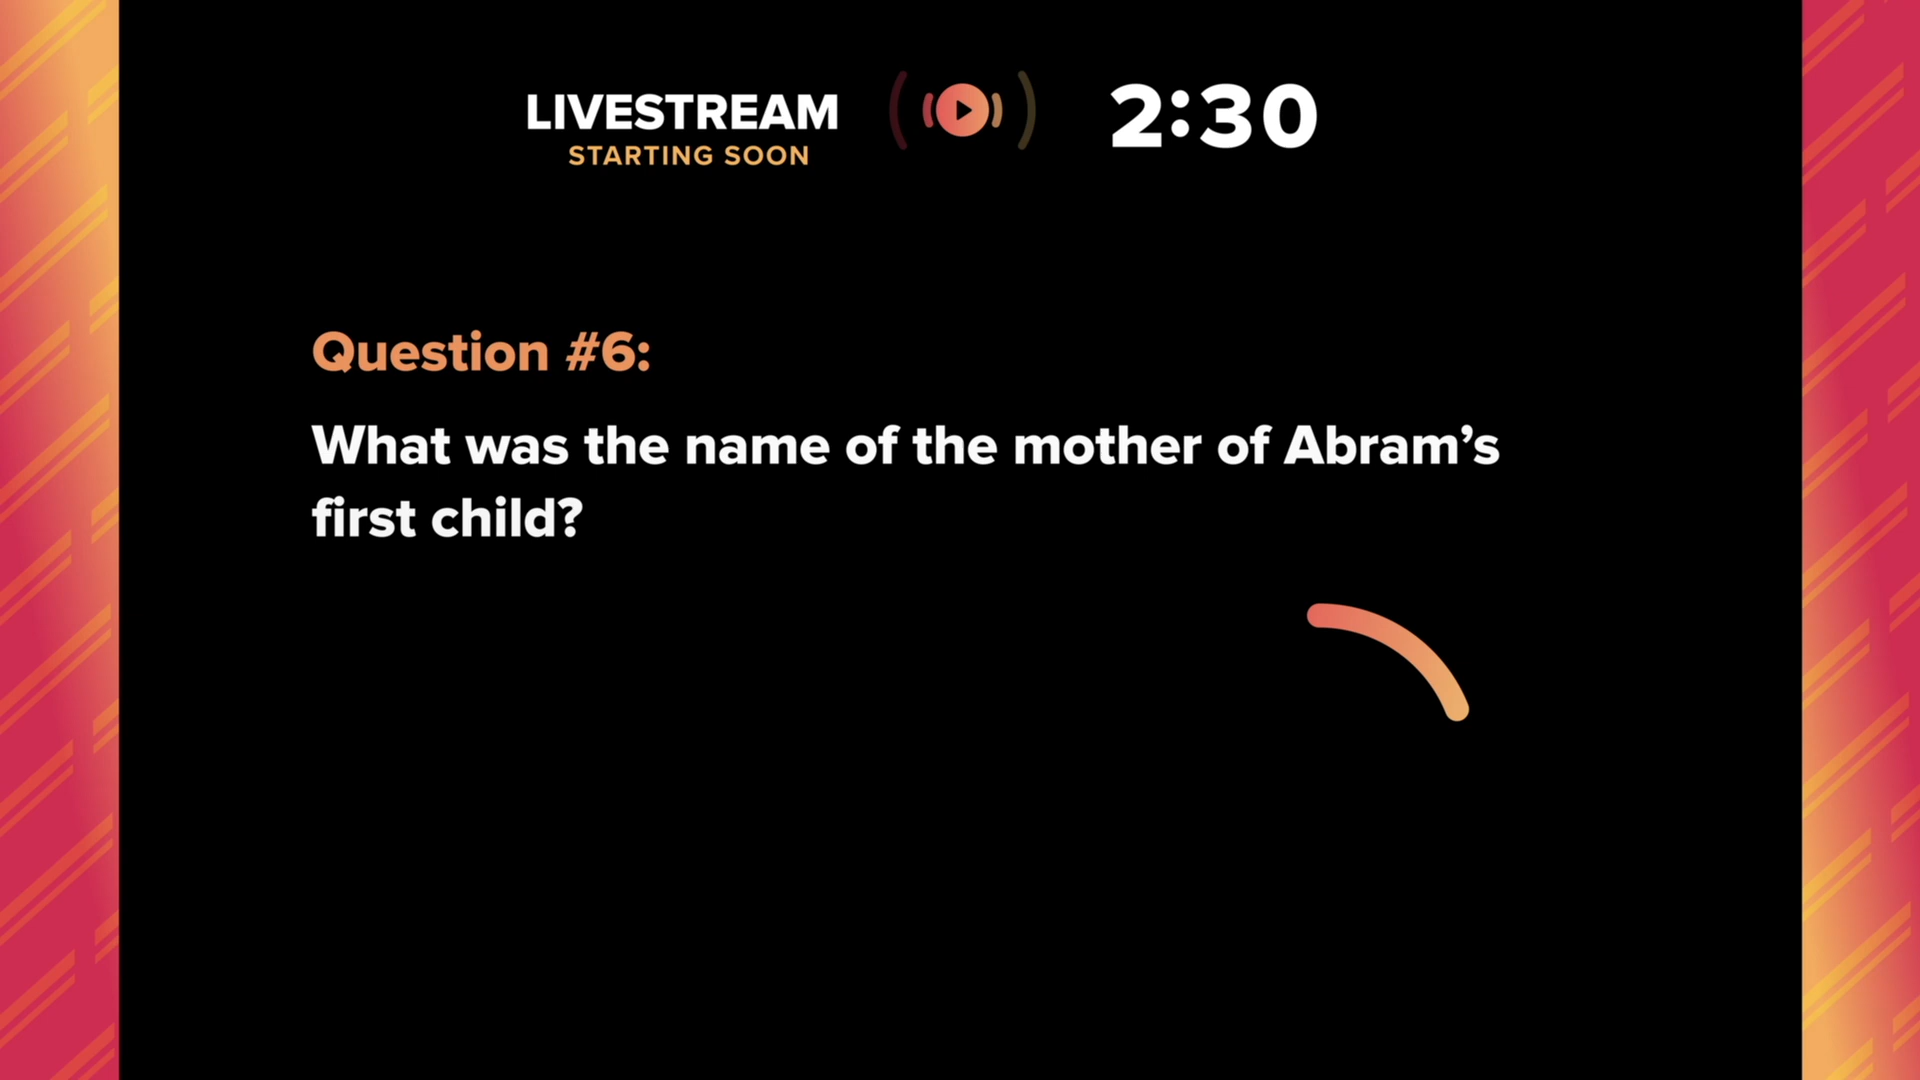 LIVESTREAM
STARTING SOON
2:30
Question #6:
What was the name of the mother of Abram’s
first child?